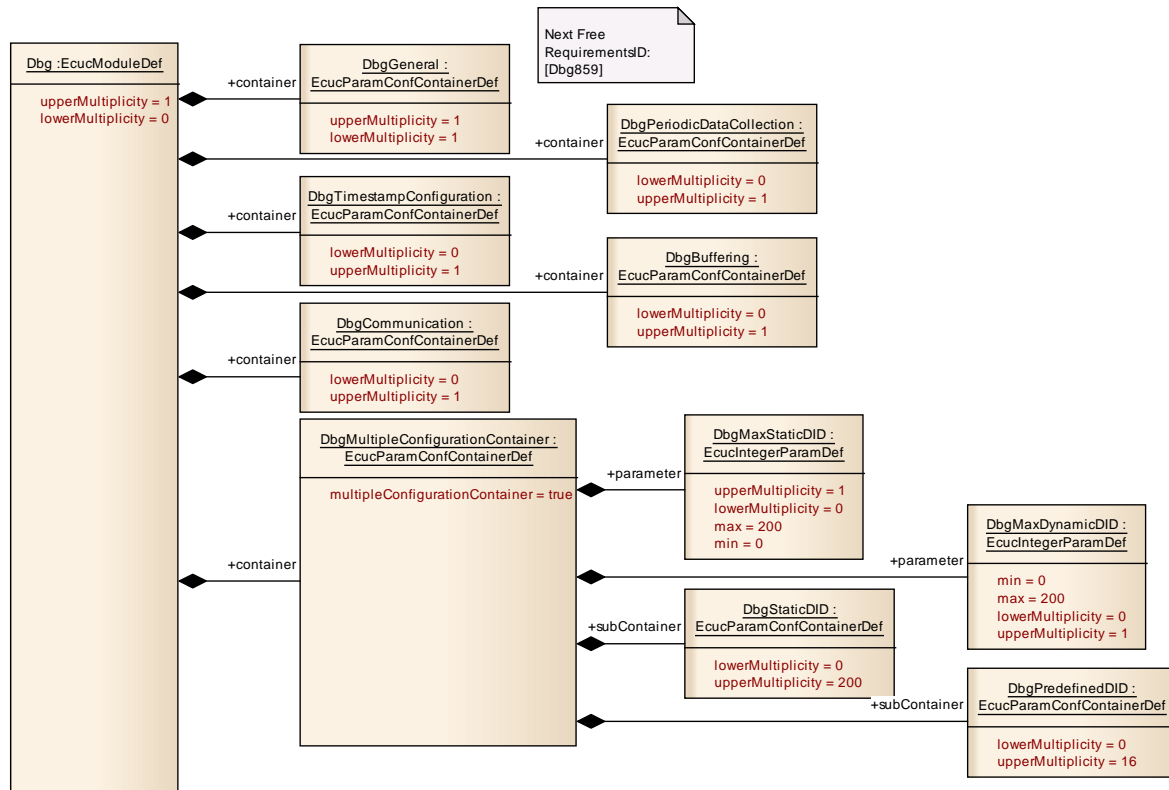 Next Free
RequirementsID:
[Dbg859]
Dbg :EcucModuleDef
upperMultiplicity = 1
lowerMultiplicity = 0
+container
DbgGeneral :
EcucParamConfContainerDef
upperMultiplicity = 1
lowerMultiplicity = 1
+container
DbgPeriodicDataCollection :
EcucParamConfContainerDef
lowerMultiplicity = 0
upperMultiplicity = 1
+container
DbgTimestampConfiguration :
EcucParamConfContainerDef
lowerMultiplicity = 0
upperMultiplicity = 1
+container
DbgBuffering :
EcucParamConfContainerDef
lowerMultiplicity = 0
upperMultiplicity = 1
+container
DbgCommunication :
EcucParamConfContainerDef
lowerMultiplicity = 0
upperMultiplicity = 1
+container
DbgMultipleConfigurationContainer :
EcucParamConfContainerDef
multipleConfigurationContainer = true
+parameter
DbgMaxStaticDID :
EcucIntegerParamDef
upperMultiplicity = 1
lowerMultiplicity = 0
max = 200
min = 0
+parameter
DbgMaxDynamicDID :
EcucIntegerParamDef
min = 0
max = 200
lowerMultiplicity = 0
upperMultiplicity = 1
+subContainer
DbgStaticDID :
EcucParamConfContainerDef
lowerMultiplicity = 0
upperMultiplicity = 200
+subContainer
DbgPredefinedDID :
EcucParamConfContainerDef
lowerMultiplicity = 0
upperMultiplicity = 16